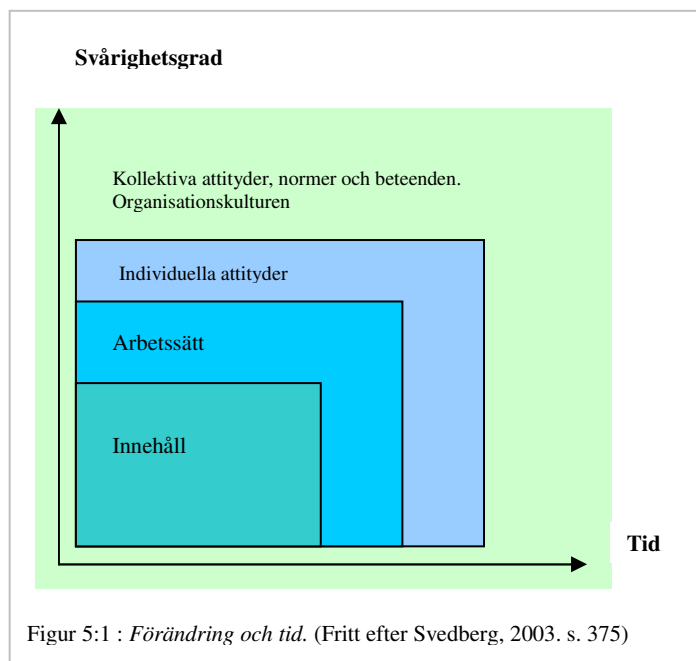 Svårighetsgrad
Kollektiva attityder, normer och beteenden.
Organisationskulturen
Individuella attityder
Arbetssätt
Innehåll
Tid
Figur 5:1 : Förändring och tid. (Fritt efter Svedberg, 2003. s. 375)